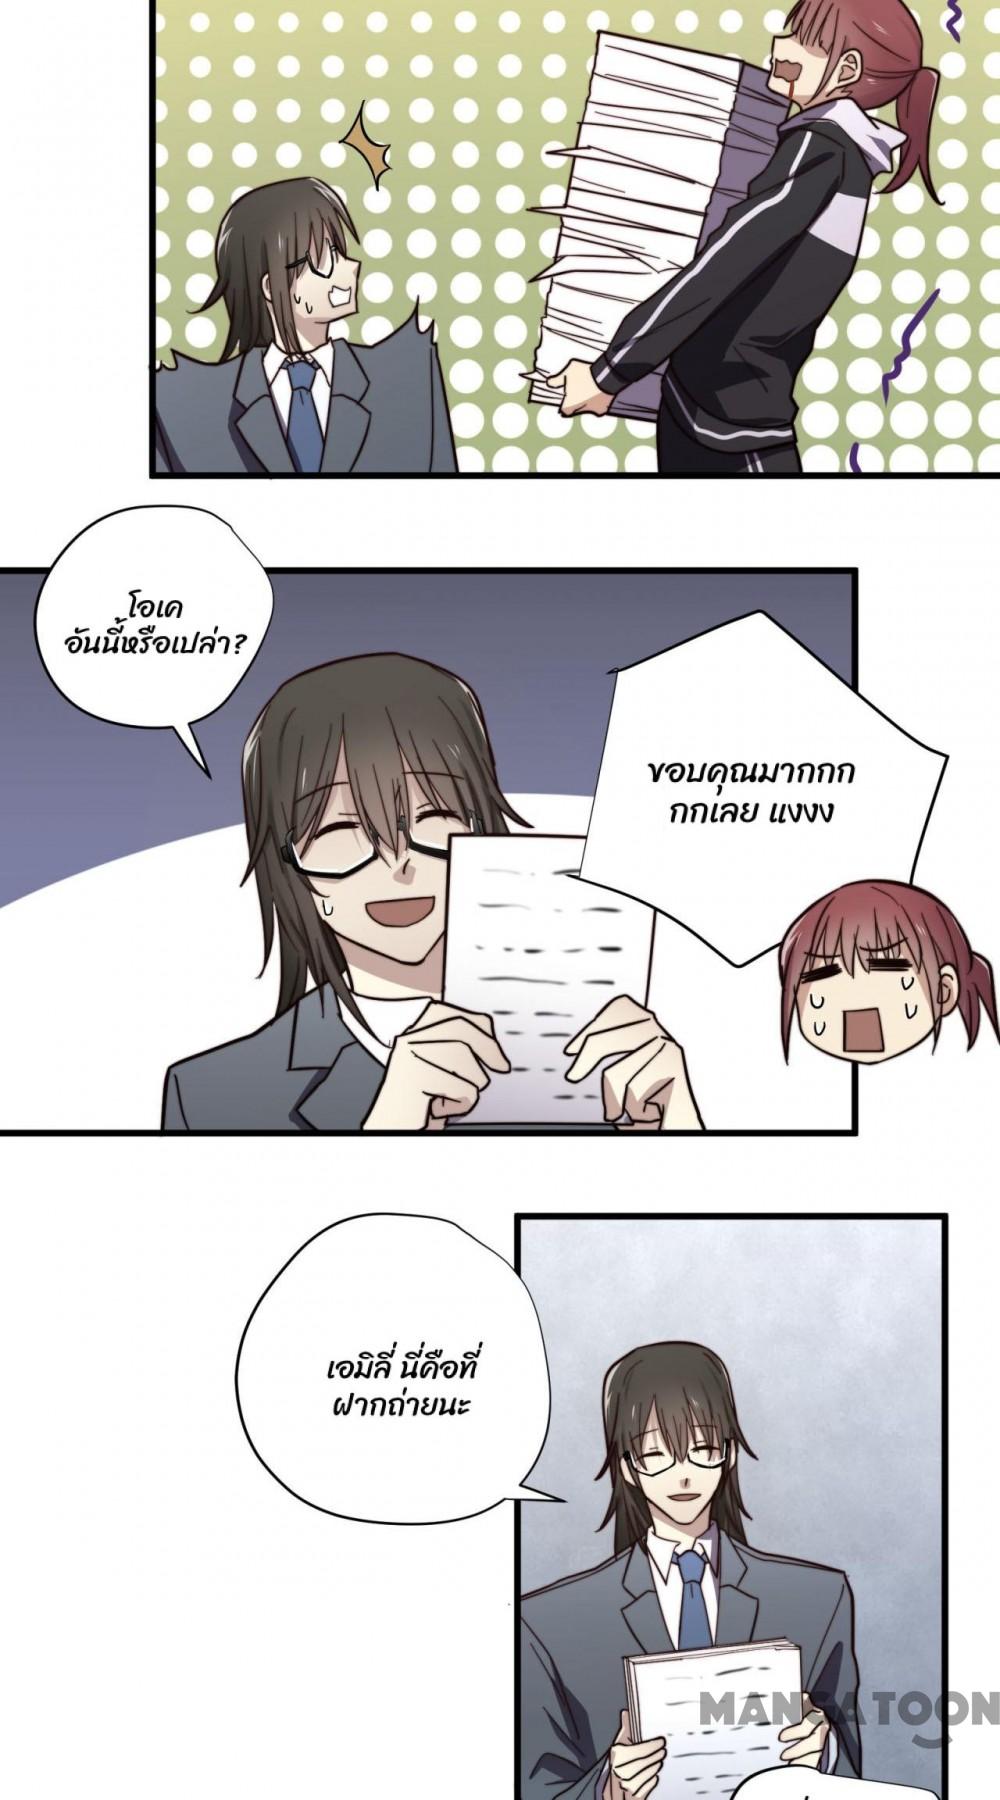 โอเค
อันนี้หรือเปล่า?
ขอบคุณมากกก
กกเลย แงงง
เอมิลี่ นี่คือที่
ฝากถ่ายนะ
MANGATOON